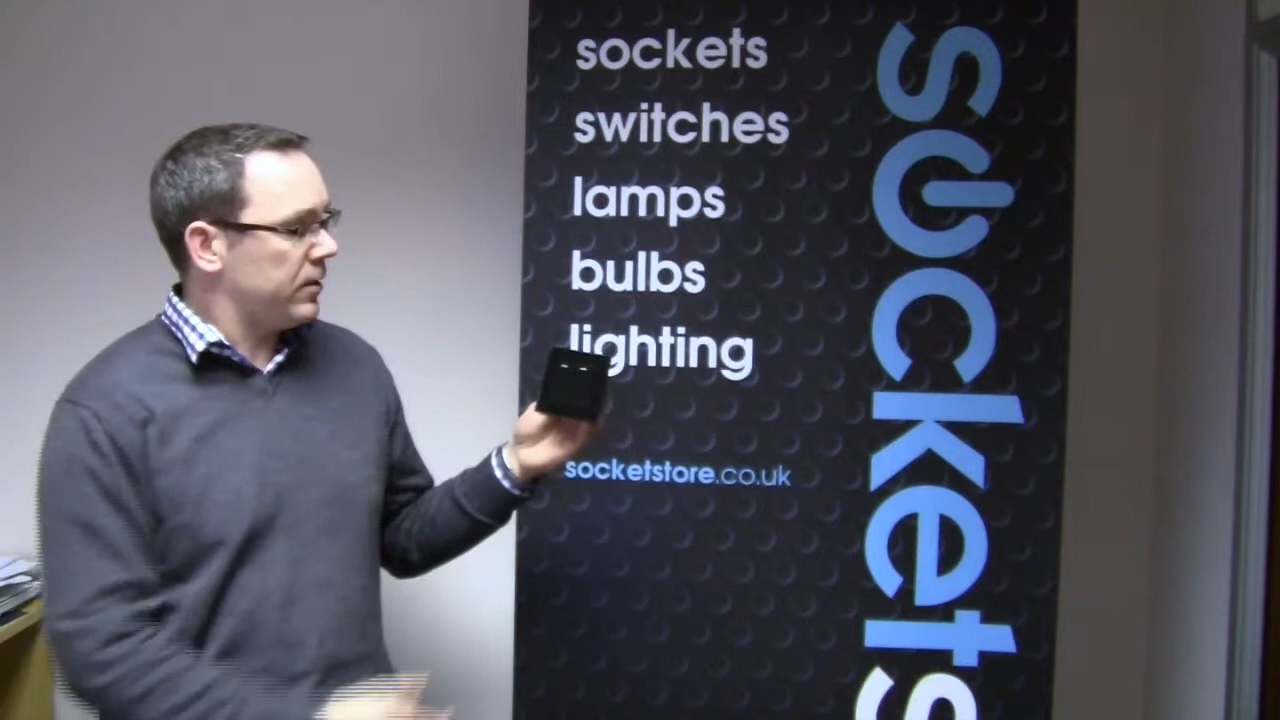 sockets
switches
lamps
bulbs
lighting
socketstore.co.uk
sockets